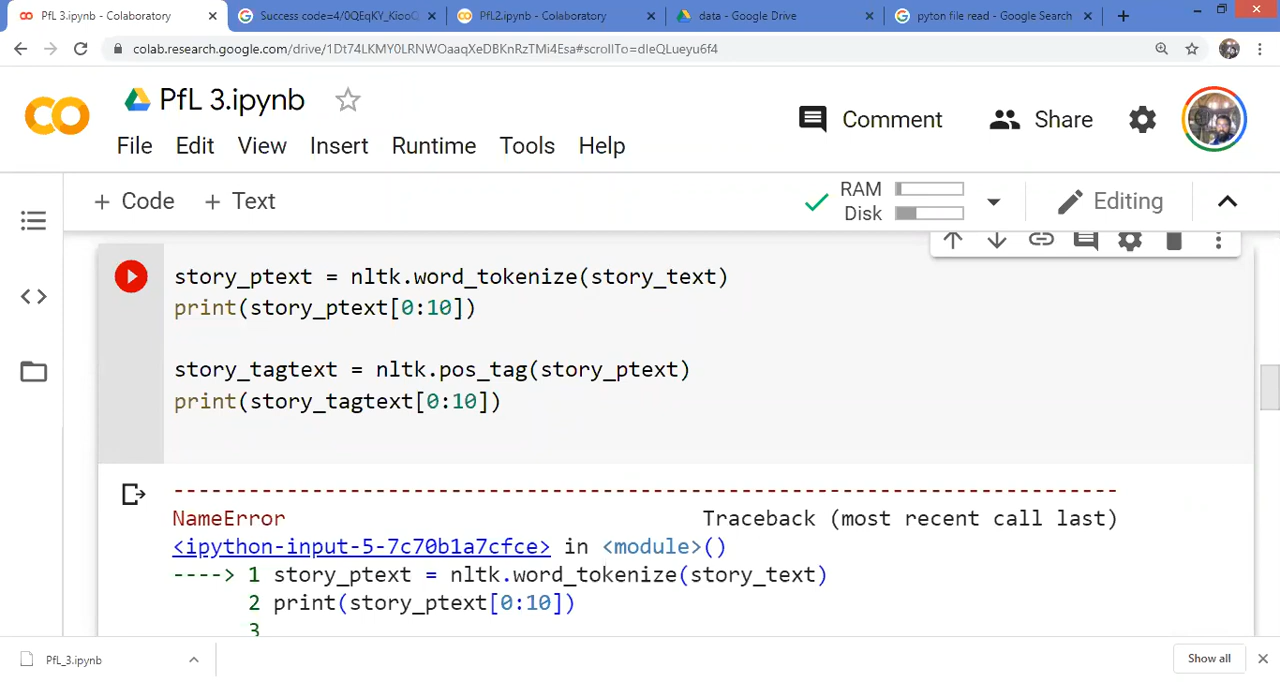 PfL 3.ipynb - Colaboratory
Success code=4/0QEqKY_KiooG
PfL2.ipynb - Colaboratory
data - Google Drive
pyton file read - Google Search
colab.research.google.com/drive/1Dt74LKMY0LRNWOaaqXeDBKnRzTMi4Esa#scrollTo=dIeQLueyu6f4
PfL 3.ipynb
Comment
Share
File Edit View Insert Runtime Tools Help
+ Code + Text
RAM
Disk
Editing
story_ptext = nltk.word_tokenize(story_text)
print(story_ptext[0:10])
story_tagtext = nltk.pos_tag(story_ptext)
print(story_tagtext[0:10])
---------------------------------------------------------------------------
NameError Traceback (most recent call last)
<ipython-input-5-7c70b1a7cfce> in <module>()
----> 1 story_ptext = nltk.word_tokenize(story_text)
2 print(story_ptext[0:10])
3
PfL_3.ipynb
Show all